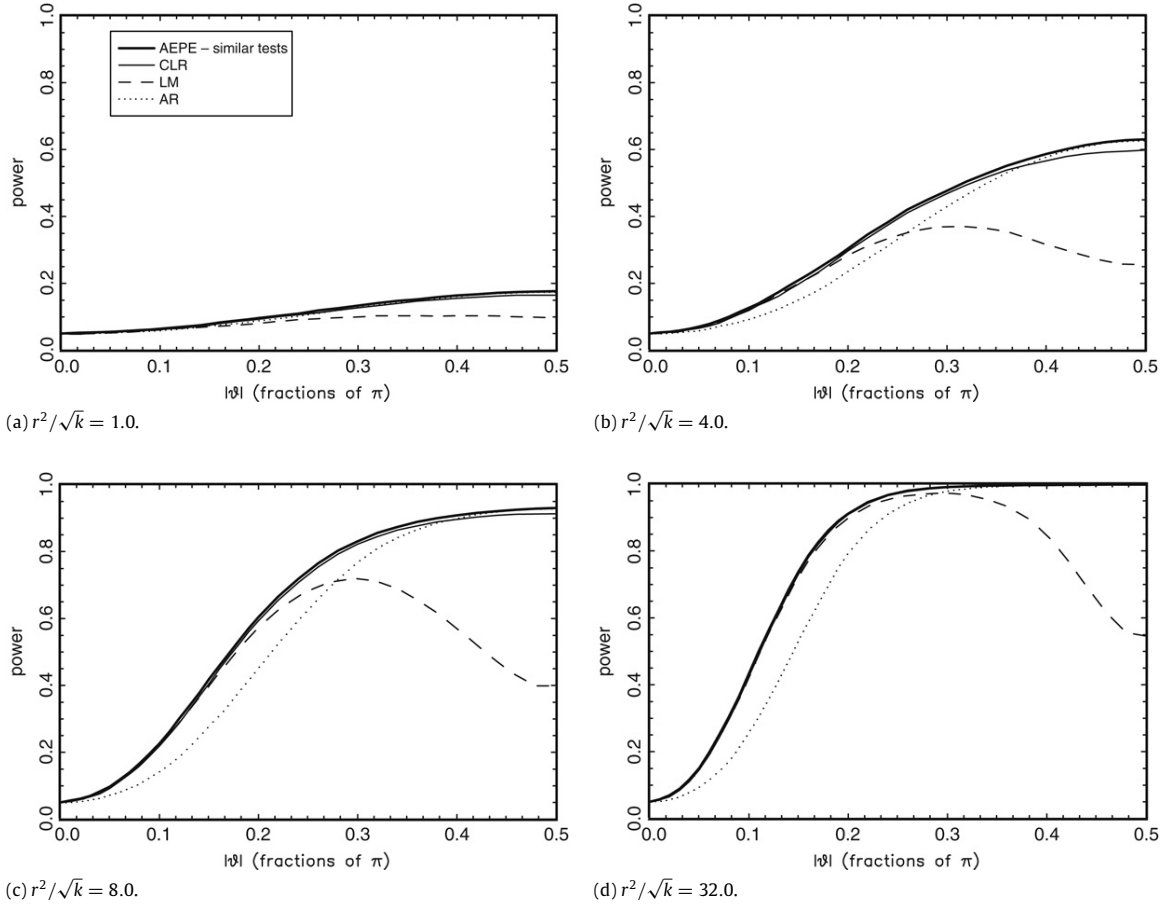 1.0
0.8
0.6
0.4
0.2
0.0
power
AEPE – similar tests
CLR
LM
AR
0.0 0.1 0.2 0.3 0.4 0.5
|ϑ| (fractions of π)
(a) r²/√k = 1.0.
1.0
0.8
0.6
0.4
0.2
0.0
power
0.0 0.1 0.2 0.3 0.4 0.5
|ϑ| (fractions of π)
(b) r²/√k = 4.0.
1.0
0.8
0.6
0.4
0.2
0.0
power
0.0 0.1 0.2 0.3 0.4 0.5
|ϑ| (fractions of π)
(c) r²/√k = 8.0.
1.0
0.8
0.6
0.4
0.2
0.0
power
0.0 0.1 0.2 0.3 0.4 0.5
|ϑ| (fractions of π)
(d) r²/√k = 32.0.